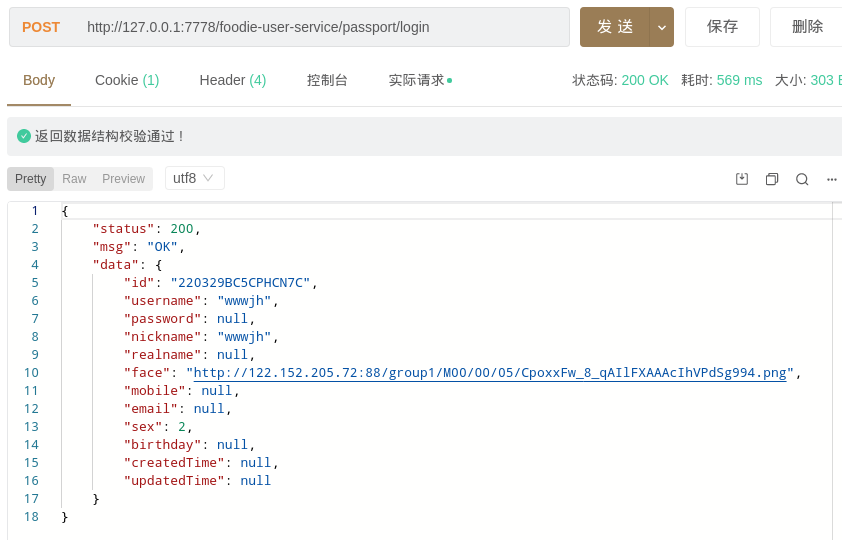 POST http://127.0.0.1:7778/foodie-user-service/passport/login 发 送 保存 删除
Body Cookie (1) Header (4) 控制台 实际请求 状态码: 200 OK 耗时: 569 ms 大小: 303
返回数据结构校验通过！
Pretty Raw Preview utf8
1 {
2 "status": 200,
3 "msg": "OK",
4 "data": {
5 "id": "220329BC5CPHCN7C",
6 "username": "wwwjh",
7 "password": null,
8 "nickname": "wwwjh",
9 "realname": null,
10 "face": "http://122.152.205.72:88/group1/M00/00/05/CpoxxFw_8_qAIlFXAAAcIhVPdSg994.png",
11 "mobile": null,
12 "email": null,
13 "sex": 2,
14 "birthday": null,
15 "createdTime": null,
16 "updatedTime": null
17 }
18 }